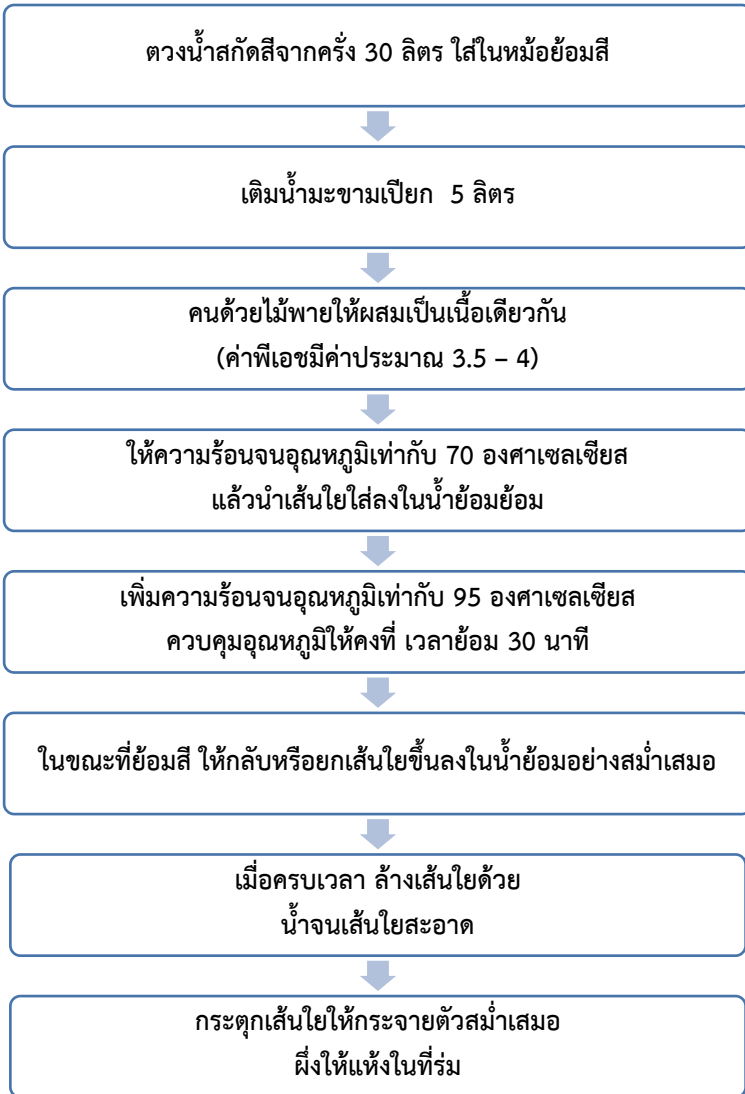 ตวงน้ำสกัดสีจากครั่ง 30 ลิตร ใส่ในหม้อย้อมสี
เติมน้ำมะขามเปียก 5 ลิตร
คนด้วยไม้พายให้ผสมเป็นเนื้อเดียวกัน
(ค่าพีเอชมีค่าประมาณ 3.5 – 4)
ให้ความร้อนจนอุณหภูมิเท่ากับ 70 องศาเซลเซียส
แล้วนำเส้นใยใส่ลงในน้ำย้อมย้อม
เพิ่มความร้อนจนอุณหภูมิเท่ากับ 95 องศาเซลเซียส
ควบคุมอุณหภูมิให้คงที่ เวลาย้อม 30 นาที
ในขณะที่ย้อมสี ให้กลับหรือยกเส้นใยขึ้นลงในน้ำย้อมอย่างสม่ำเสมอ
เมื่อครบเวลา ล้างเส้นใยด้วย
น้ำจนเส้นใยสะอาด
กระตุกเส้นใยให้กระจายตัวสม่ำเสมอ
ผึ่งให้แห้งในที่ร่ม